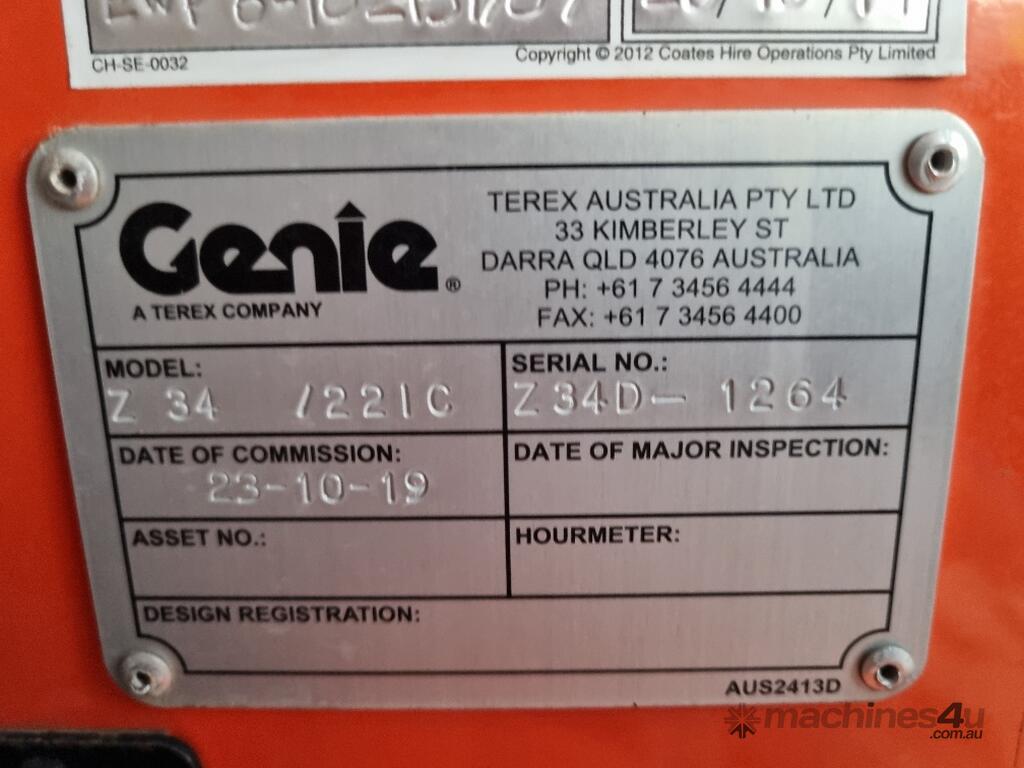 CH-SE-0032
Copyright © 2012 Coates Hire Operations Pty Limited
Genie®
A TEREX COMPANY
TEREX AUSTRALIA PTY LTD
33 KIMBERLEY ST
DARRA QLD 4076 AUSTRALIA
PH: +61 7 3456 4444
FAX: +61 7 3456 4400
MODEL:
Z 34 /22IC
SERIAL NO.:
Z34D- 1264
DATE OF COMMISSION:
23-10-19
DATE OF MAJOR INSPECTION:
ASSET NO.:
HOURMETER:
DESIGN REGISTRATION:
AUS2413D
machines4u
.com.au